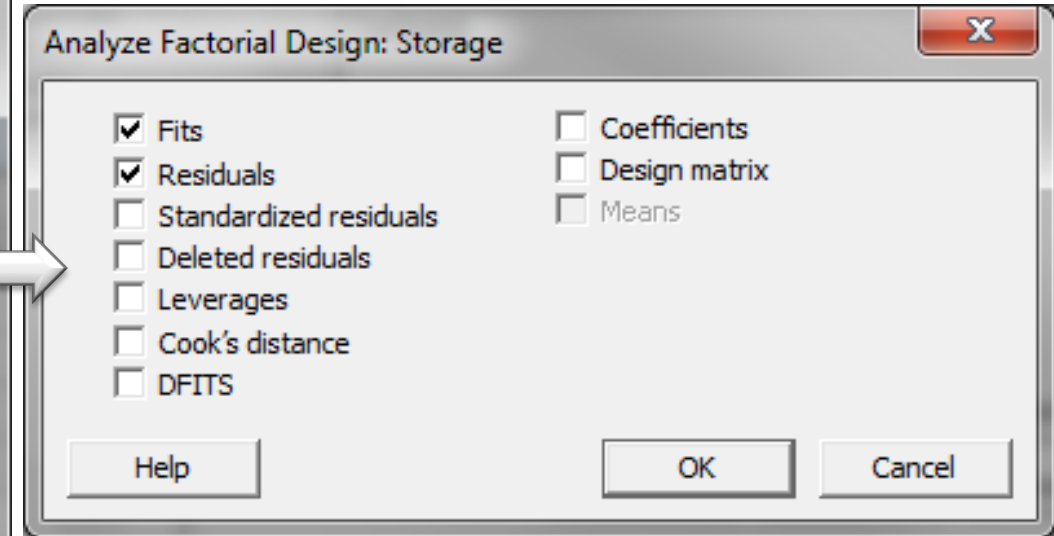 Analyze Factorial Design: Storage
Fits
Residuals
Standardized residuals
Deleted residuals
Leverages
Cook's distance
DFITS
Coefficients
Design matrix
Means
Help
OK
Cancel